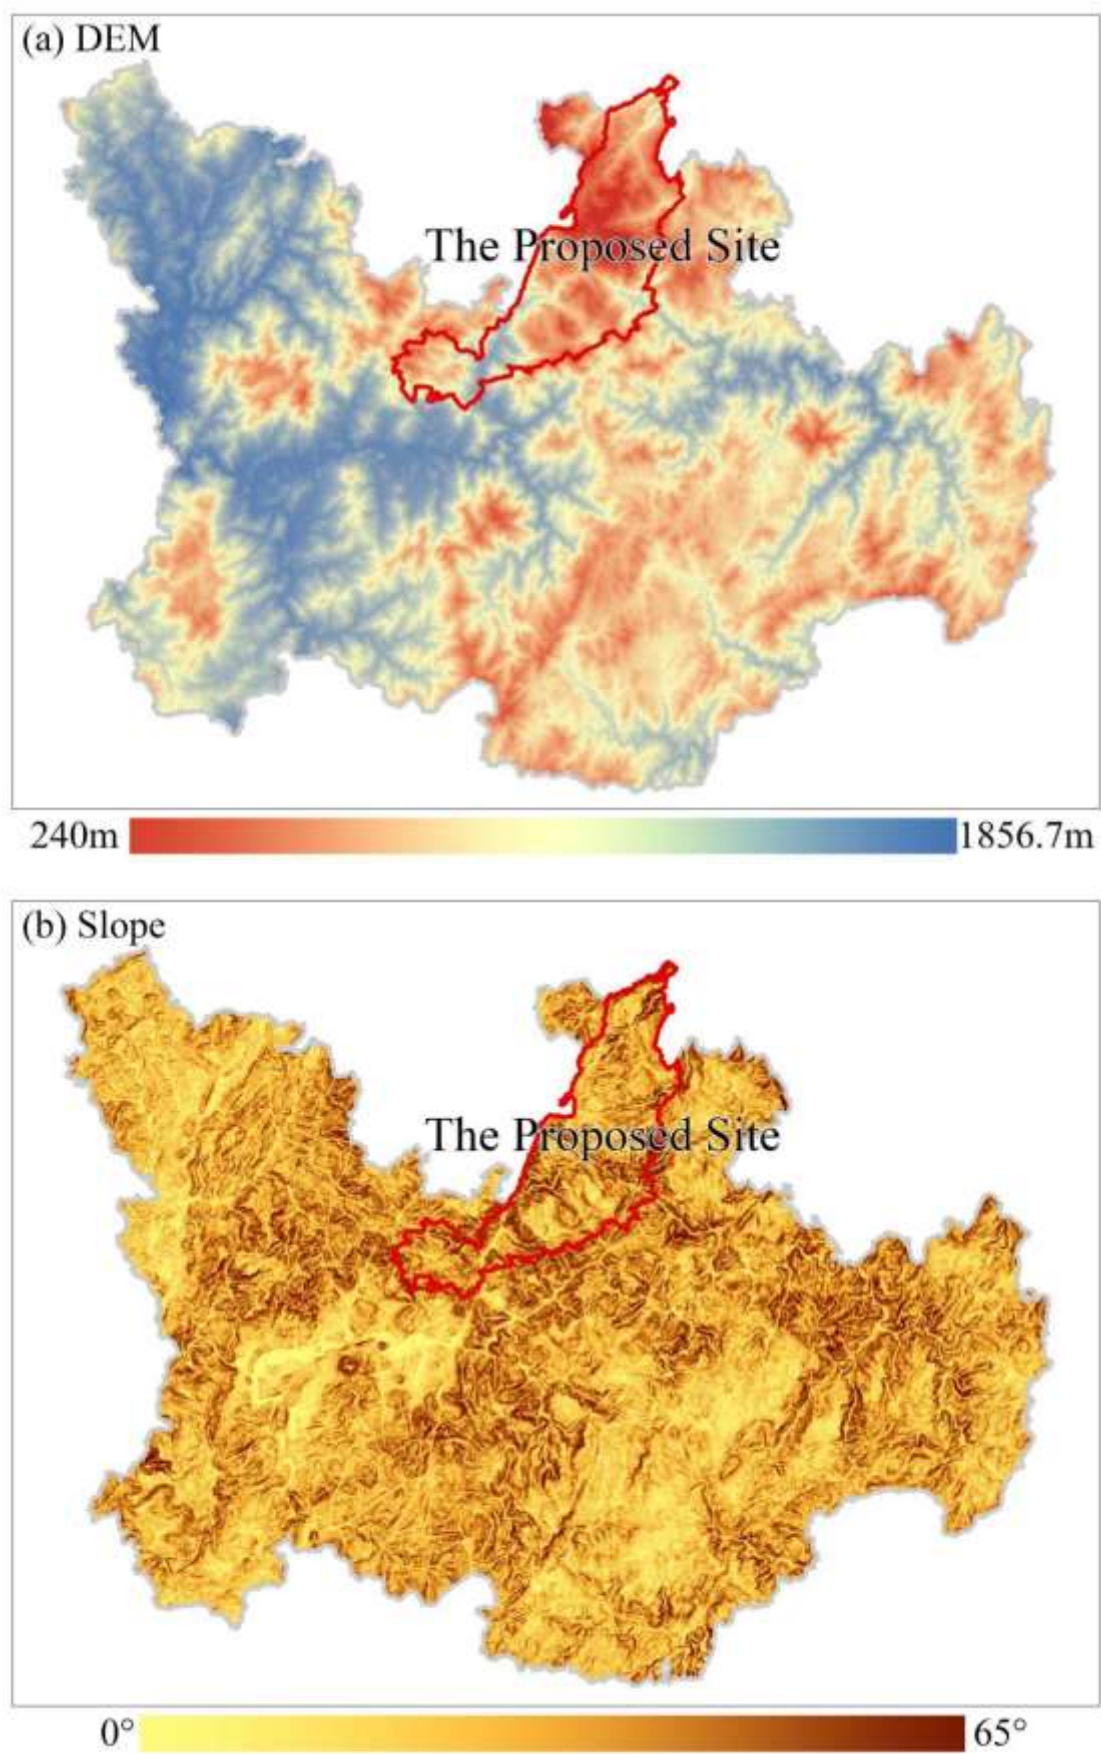 (a) DEM
The Proposed Site
240m 1856.7m
(b) Slope
The Proposed Site
0° 65°